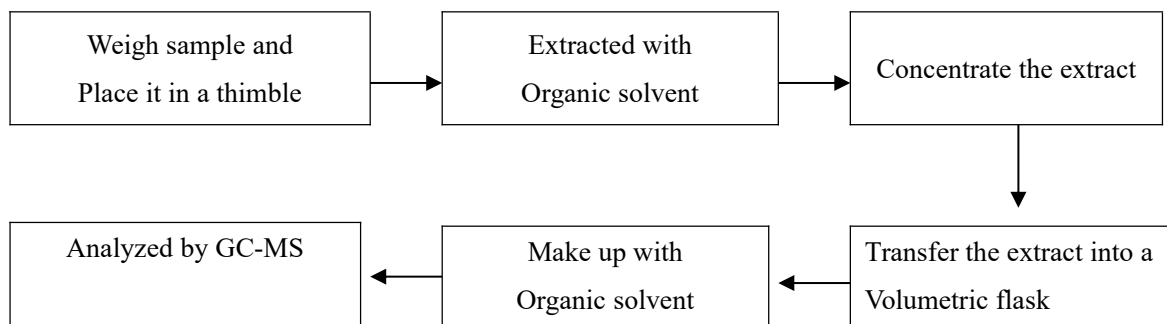 Weigh sample and
Place it in a thimble
Extracted with
Organic solvent
Concentrate the extract
Transfer the extract into a
Volumetric flask
Make up with
Organic solvent
Analyzed by GC-MS